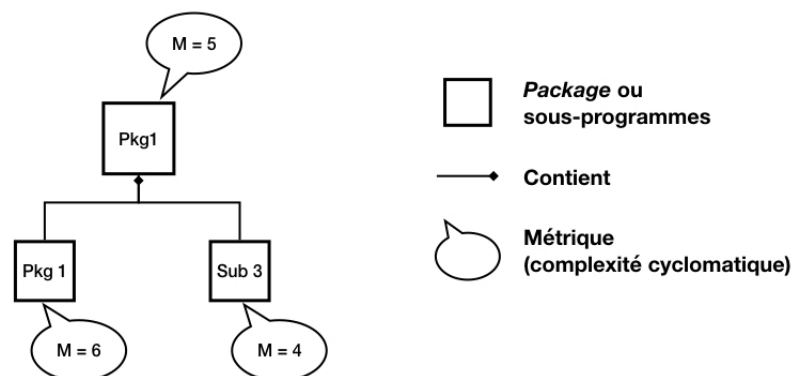 M = 5
Pkg1
Pkg 1
Sub 3
M = 6
M = 4
Package ou
sous-programmes
Contient
Métrique
(complexité cyclomatique)